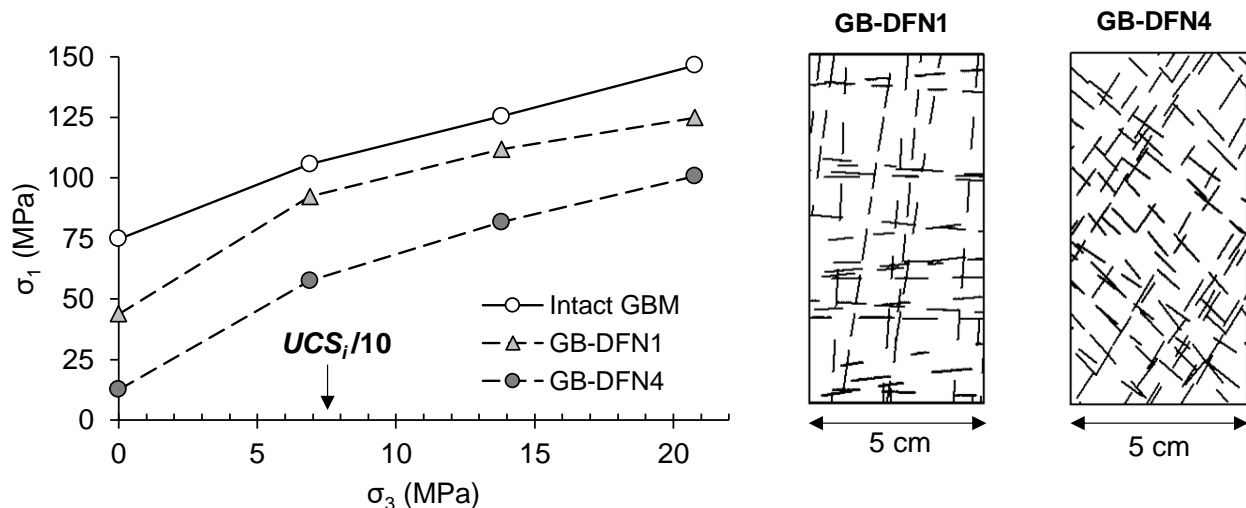 GB-DFN1
GB-DFN4
150
125
100
75
50
25
0
σ1 (MPa)
Intact GBM
GB-DFN1
GB-DFN4
UCSi/10
0
5
10
15
20
σ3 (MPa)
5 cm
5 cm